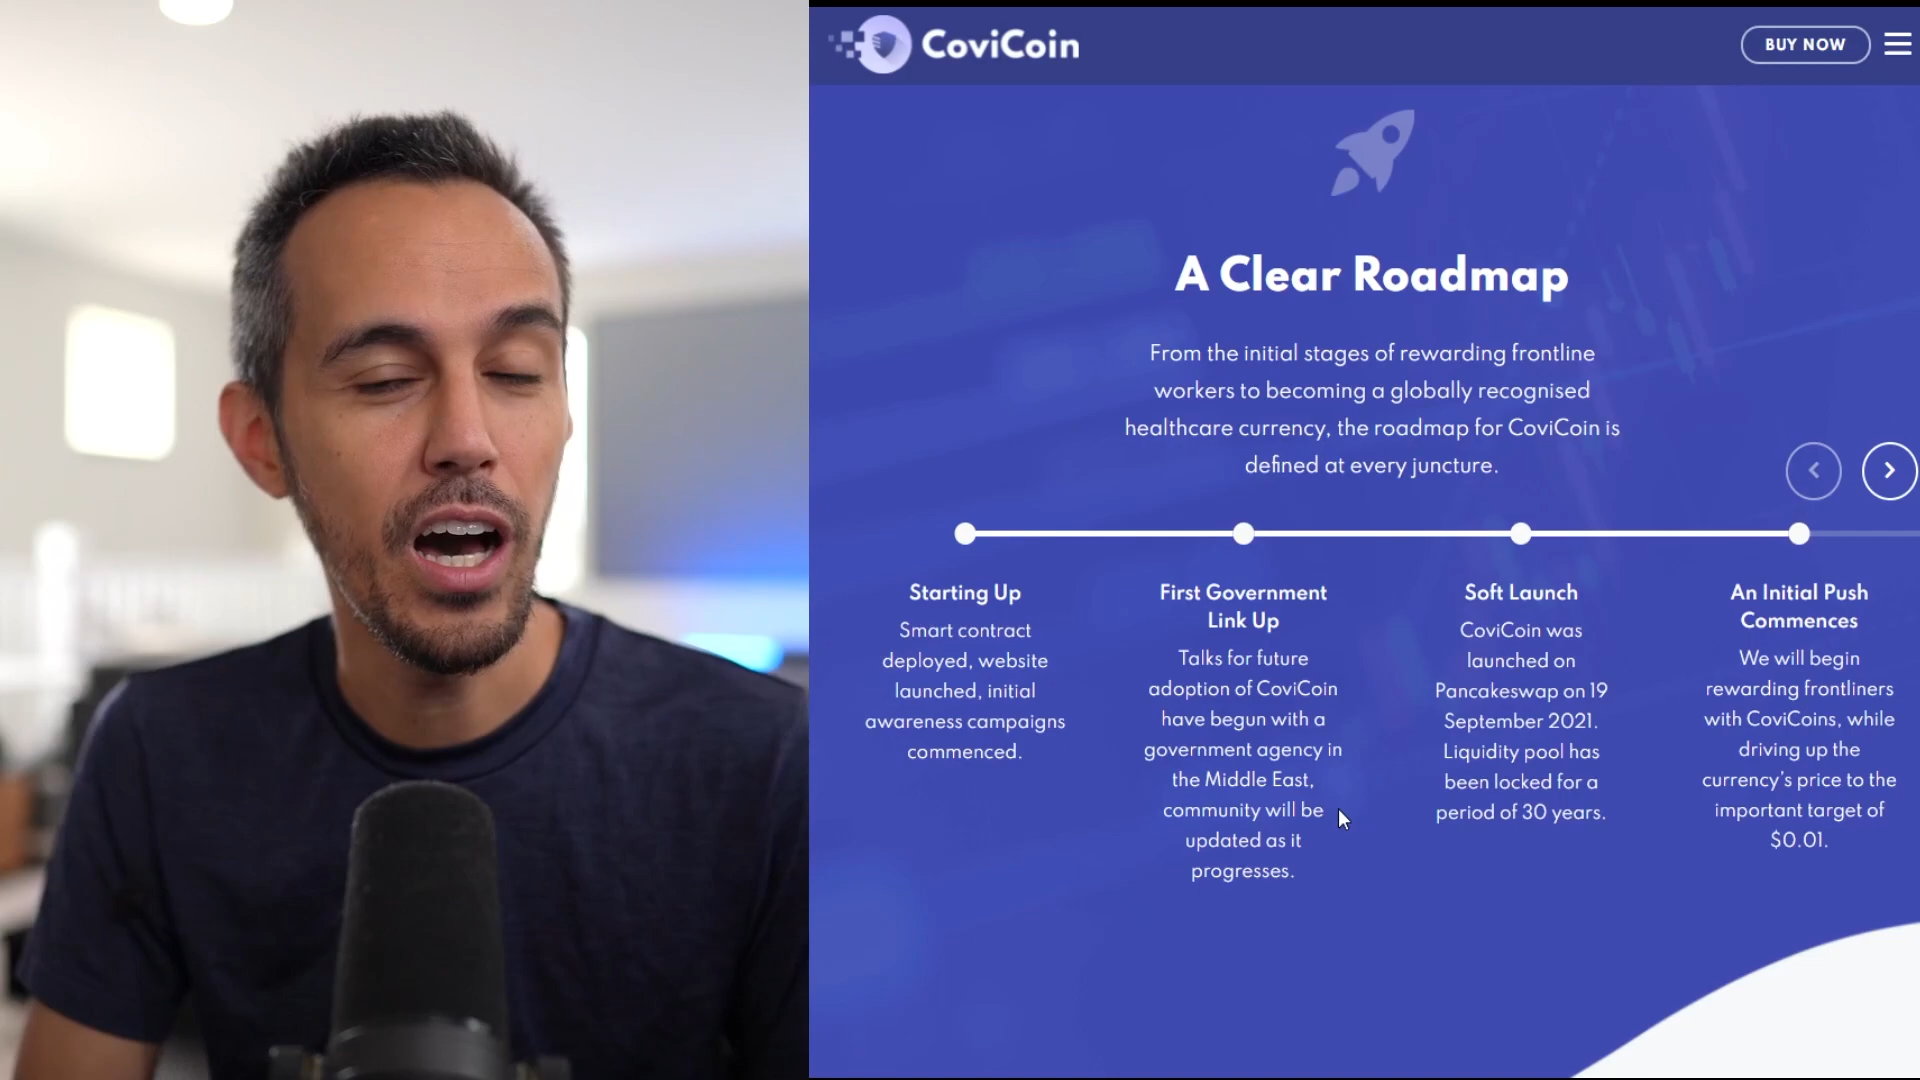 CoviCoin
BUY NOW
A Clear Roadmap
From the initial stages of rewarding frontline
workers to becoming a globally recognised
healthcare currency, the roadmap for CoviCoin is
defined at every juncture.
Starting Up
Smart contract
deployed, website
launched, initial
awareness campaigns
commenced.
First Government
Link Up
Talks for future
adoption of CoviCoin
have begun with a
government agency in
the Middle East,
community will be
updated as it
progresses.
Soft Launch
CoviCoin was
launched on
Pancakeswap on 19
September 2021.
Liquidity pool has
been locked for a
period of 30 years.
An Initial Push
Commences
We will begin
rewarding frontliners
with CoviCoins, while
driving up the
currency's price to the
important target of
$0.01.